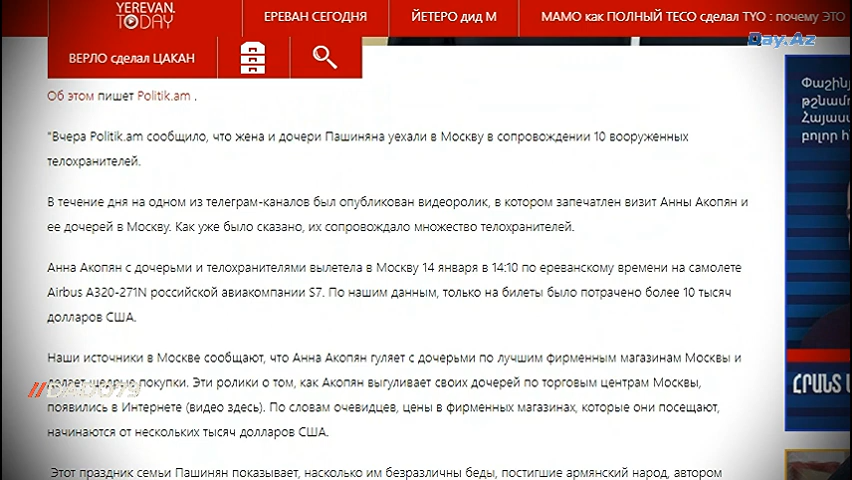 YEREVAN.
TODAY
ЕРЕВАН СЕГОДНЯ
ЙЕТЕРО дид М
МАМО как ПОЛНЫЙ ТЕСО сделал TYO : почему ЭТО
Day.Az
ВЕРЛО сделал ЦАКАН
Об этом пишет Politik.am .
"Вчера Politik.am сообщило, что жена и дочери Пашиняна уехали в Москву в сопровождении 10 вооруженных
телохранителей.
В течение дня на одном из телеграм-каналов был опубликован видеоролик, в котором запечатлен визит Анны Акопян и
ее дочерей в Москву. Как уже было сказано, их сопровождало множество телохранителей.
Анна Акопян с дочерьми и телохранителями вылетела в Москву 14 января в 14:10 по ереванскому времени на самолете
Airbus A320-271N российской авиакомпании S7. По нашим данным, только на билеты было потрачено более 10 тысяч
долларов США.
Наши источники в Москве сообщают, что Анна Акопян гуляет с дочерьми по лучшим фирменным магазинам Москвы и
делает щедрые покупки. Эти ролики о том, как Акопян выгуливает своих дочерей по торговым центрам Москвы,
появились в Интернете (видео здесь). По словам очевидцев, цены в фирменных магазинах, которые они посещают,
начинаются от нескольких тысяч долларов США.
Этот праздник семьи Пашинян показывает, насколько им безразличны беды, постигшие армянский народ, автором
Փաշինյ
թշնամ
Հայաս
բոլոր հ
ՀՐԱՆՏ